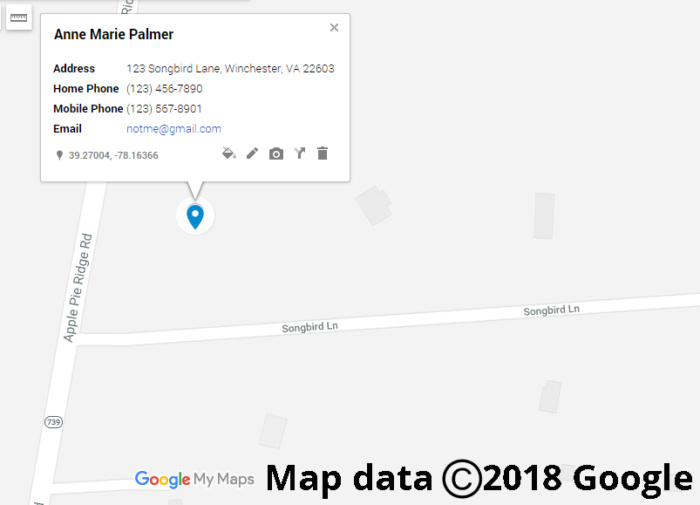 Rid
Anne Marie Palmer
Address 123 Songbird Lane, Winchester, VA 22603
Home Phone (123) 456-7890
Mobile Phone (123) 567-8901
Email notme@gmail.com
39.27004, -78.16366
Apple Pie Ridge Rd
Songbird Ln
Songbird Ln
739
Google My Maps
Map data ©2018 Google